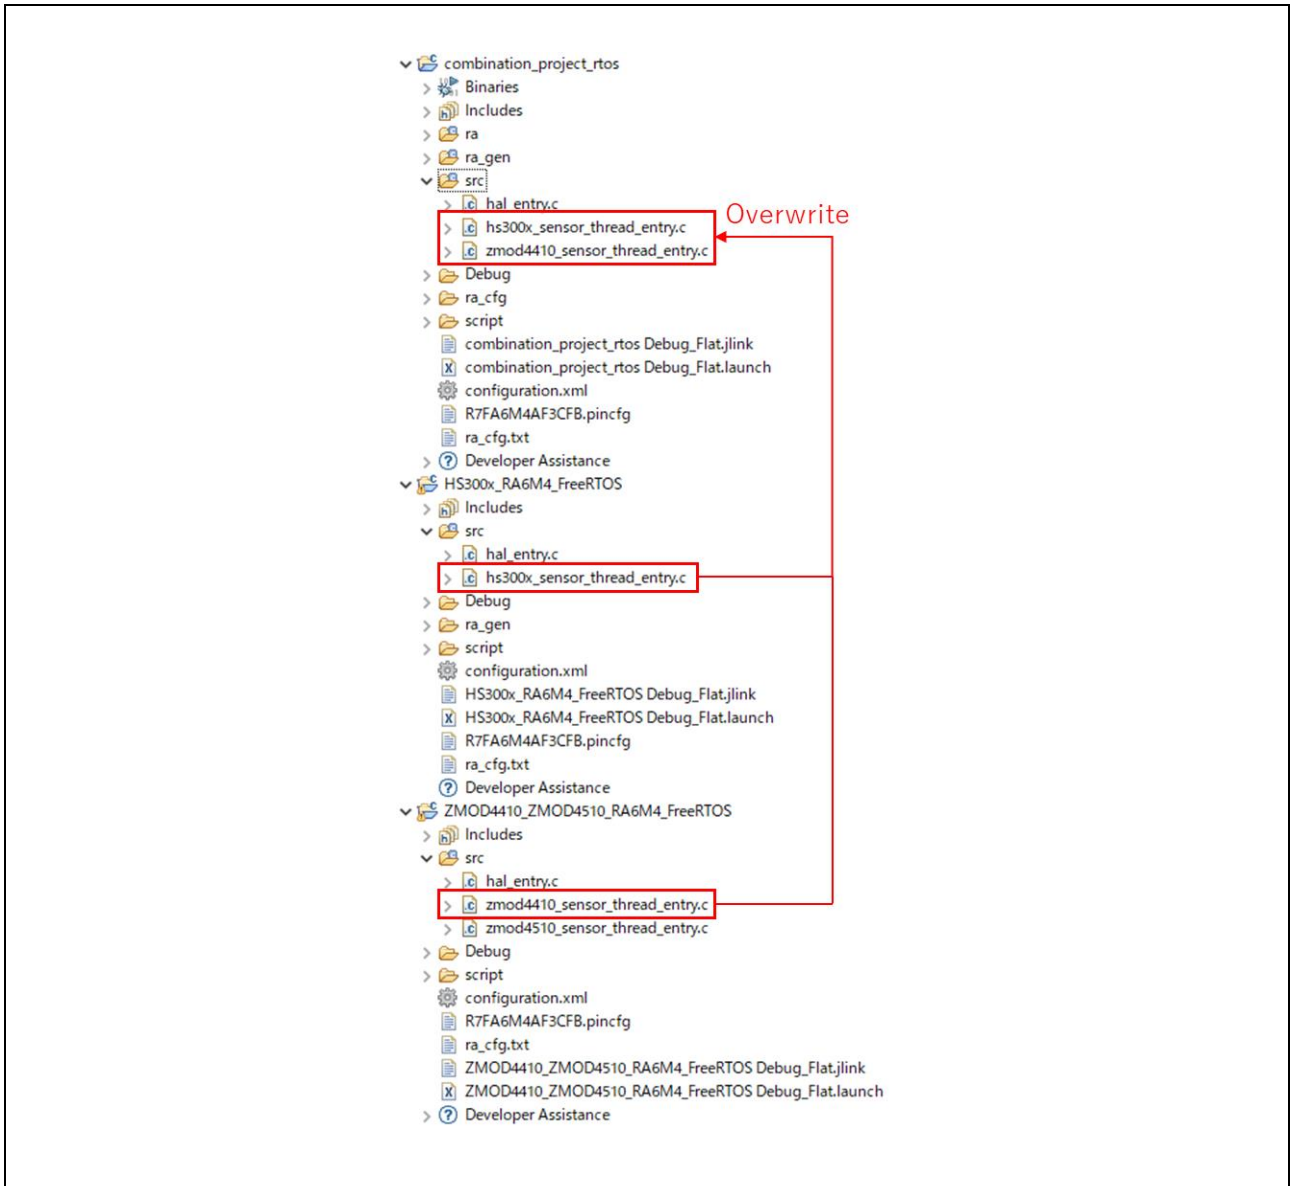 combination_project_rtos
Binaries
Includes
ra
ra_gen
src
hal_entry.c
Overwrite
hs300x_sensor_thread_entry.c
zmod4410_sensor_thread_entry.c
Debug
ra_cfg
script
combination_project_rtos Debug_Flat.jlink
combination_project_rtos Debug_Flat.launch
configuration.xml
R7FA6M4AF3CFB.pincfg
ra_cfg.txt
Developer Assistance
HS300x_RA6M4_FreeRTOS
Includes
src
hal_entry.c
hs300x_sensor_thread_entry.c
Debug
ra_gen
script
configuration.xml
HS300x_RA6M4_FreeRTOS Debug_Flat.jlink
HS300x_RA6M4_FreeRTOS Debug_Flat.launch
R7FA6M4AF3CFB.pincfg
ra_cfg.txt
Developer Assistance
ZMOD4410_ZMOD4510_RA6M4_FreeRTOS
Includes
src
hal_entry.c
zmod4410_sensor_thread_entry.c
zmod4510_sensor_thread_entry.c
Debug
script
configuration.xml
R7FA6M4AF3CFB.pincfg
ra_cfg.txt
ZMOD4410_ZMOD4510_RA6M4_FreeRTOS Debug_Flat.jlink
ZMOD4410_ZMOD4510_RA6M4_FreeRTOS Debug_Flat.launch
Developer Assistance